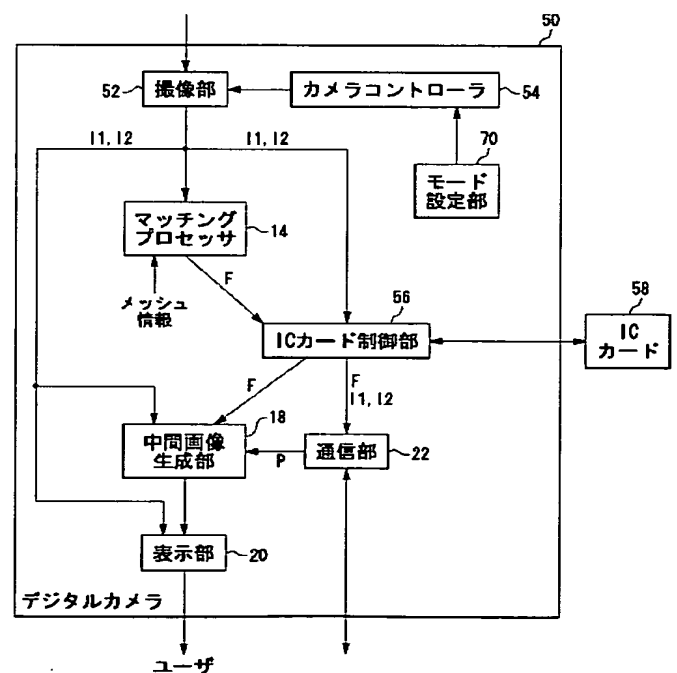 50
52
撮像部
カメラコントローラ
54
I1, I2
I1, I2
70
モード
設定部
マッチング
プロセッサ
14
F
メッシュ
情報
56
ICカード制御部
58
IC
カード
F
F
I1, I2
18
中間画像
生成部
P
通信部
22
表示部
20
デジタルカメラ
ユーザ